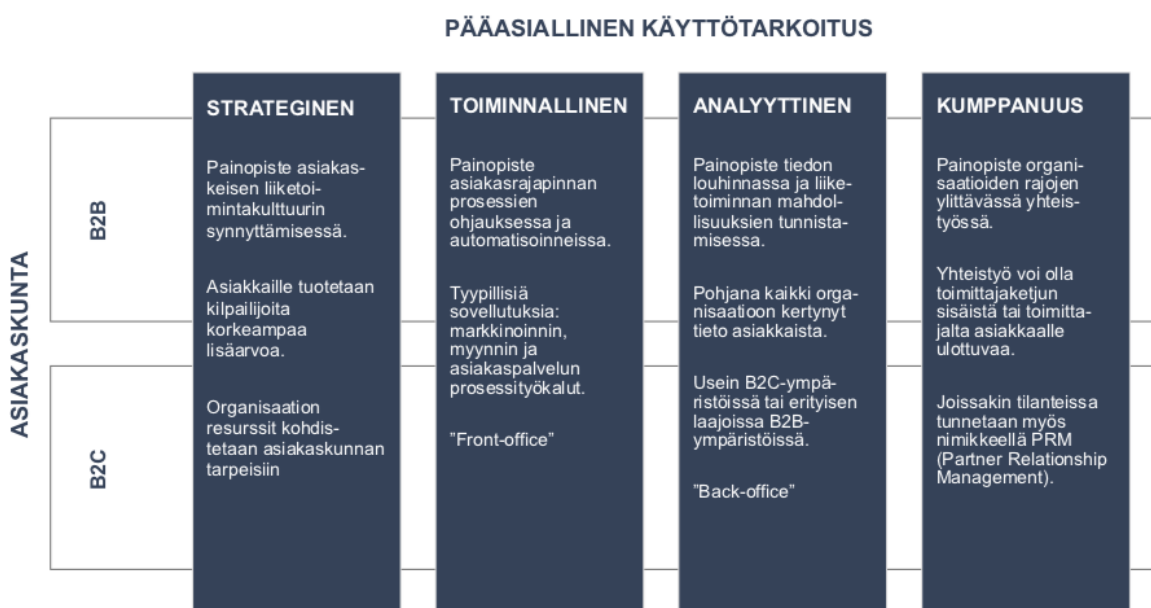 PÄÄASIALLINEN KÄYTTÖTARKOITUS
ASIAKASKUNTA
B2B
B2C
STRATEGINEN
Painopiste asiakas-
keisen liiketoi-
mintakulttuurin
synnyttämisessä.
Asiakkaille tuotetaan
kilpailijoita
korkeampaa
lisäarvoa.
Organisaation
resurssit kohdis-
tetaan asiakaskunnan
tarpeisiin
TOIMINNALLINEN
Painopiste
asiakasrajapinnan
prosessien
ohjauksessa ja
automatisoinneissa.
Tyypillisiä
sovellutuksia:
markkinoinnin,
myynnin ja
asiakaspalvelun
prosessityökalut.
”Front-office”
ANALYYTTINEN
Painopiste tiedon
louhinnassa ja liike-
toiminnan mahdol-
lisuuksien tunnista-
misessa.
Pohjana kaikki orga-
nisaatioon kertynyt
tieto asiakkaista.
Usein B2C-ympä-
ristöissä tai erityisen
laajoissa B2B-
ympäristöissä.
”Back-office”
KUMPPANUUS
Painopiste organi-
saatioiden rajojen
ylittävässä yhteis-
työssä.
Yhteistyö voi olla
toimittajaketjun
sisäistä tai toimitta-
jalta asiakkaalle
ulottuvaa.
Joissakin tilanteissa
tunnetaan myös
nimikkeellä PRM
(Partner Relationship
Management).